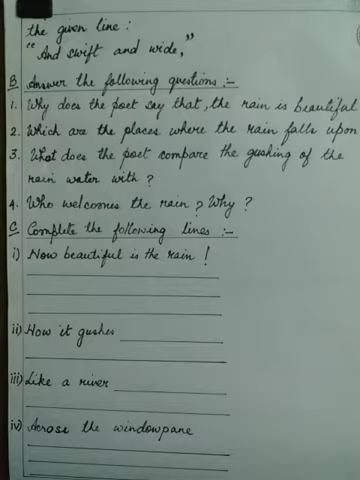 the given line:
"And swift and wide,"
B Answer the following questions :-
1. Why does the poet say that, the rain is beautiful
2. Which are the places where the rain falls upon
3. What does the poet compare the gushing of the
rain water with?
4. Who welcomes the rain? Why?
C Complete the following lines :-
i) How beautiful is the rain!
ii) How it gushes
iii) Like a river
iv) Across the windowpane